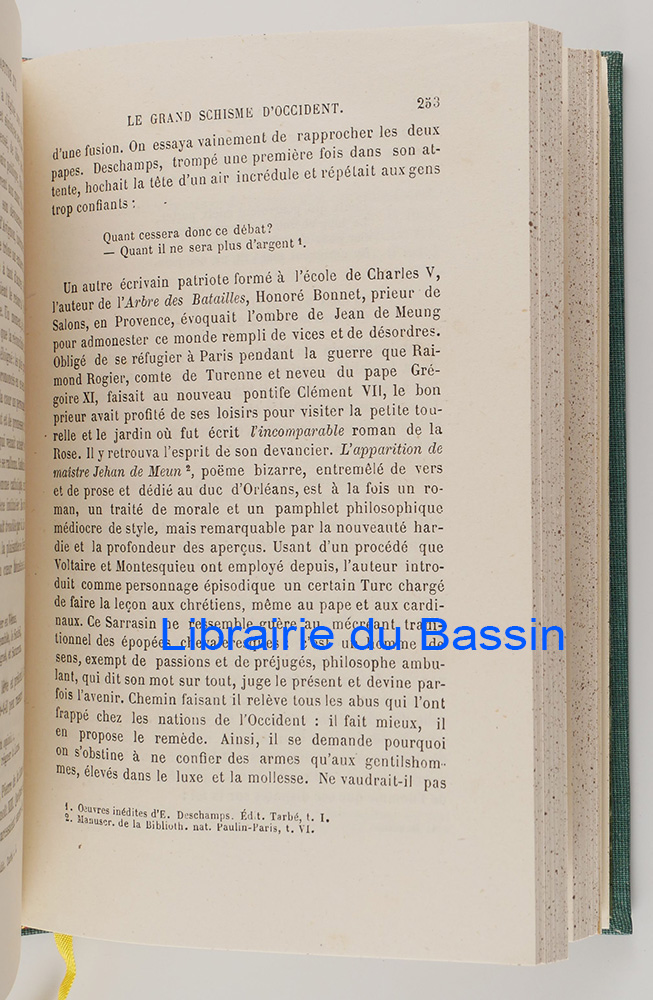 LE GRAND SCHISME D'OCCIDENT. 253
d'une fusion. On essaya vainement de rapprocher les deux
papes. Deschamps, trompé une première fois dans son at-
tente, hochait la tête d'un air incrédule et répétait aux gens
trop confiants :
Quant cessera donc ce débat?
— Quant il ne sera plus d'argent ¹.
Un autre écrivain patriote formé à l'école de Charles V,
l'auteur de l'Arbre des Batailles, Honoré Bonnet, prieur de
Salons, en Provence, évoquait l'ombre de Jean de Meung
pour admonester ce monde rempli de vices et de désordres.
Obligé de se réfugier à Paris pendant la guerre que Rai-
mond Rogier, comte de Turenne et neveu du pape Gré-
goire XI, faisait au nouveau pontife Clément VII, le bon
prieur avait profité de ses loisirs pour visiter la petite tou-
relle et le jardin où fut écrit l'incomparable roman de la
Rose. Il y retrouva l'esprit de son devancier. L'apparition de
maistre Jehan de Meun ², poëme bizarre, entremêlé de vers
et de prose et dédié au duc d'Orléans, est à la fois un ro-
man, un traité de morale et un pamphlet philosophique
médiocre de style, mais remarquable par la nouveauté har-
die et la profondeur des aperçus. Usant d'un procédé que
Voltaire et Montesquieu ont employé depuis, l'auteur intro-
duit comme personnage épisodique un certain Turc chargé
de faire la leçon aux chrétiens, même au pape et aux cardi-
naux. Ce Sarrasin ne ressemble guère au mécréant tradi-
tionnel des épopées chevaleresques : c'est un homme de
Librairie du Bassin
sens, exempt de passions et de préjugés, philosophe ambu-
lant, qui dit son mot sur tout, juge le présent et devine par-
fois l'avenir. Chemin faisant il relève tous les abus qui l'ont
frappé chez les nations de l'Occident : il fait mieux, il
en propose le remède. Ainsi, il se demande pourquoi
on s'obstine à ne confier des armes qu'aux gentilshom-
mes, élevés dans le luxe et la mollesse. Ne vaudrait-il pas
1. Oeuvres inédites d'E. Deschamps. Édit. Tarbé, t. I.
2. Manuscr. de la Biblioth. nat. Paulin-Paris, t. VI.